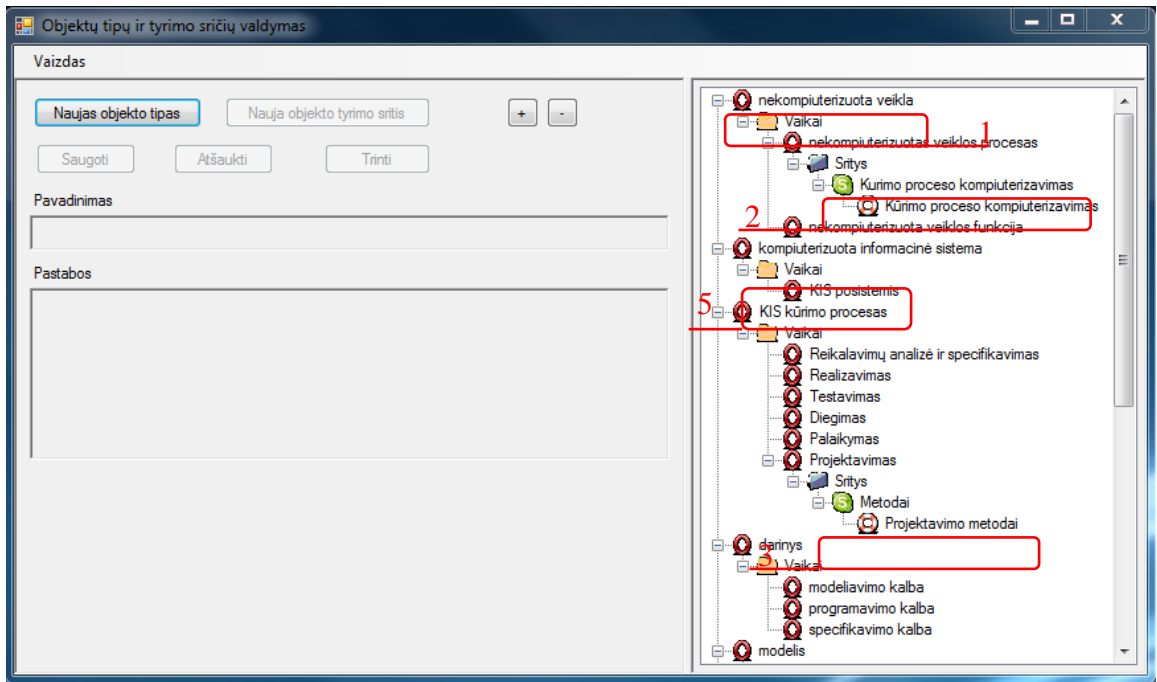 Objektų tipų ir tyrimo sričių valdymas
Vaizdas
Naujas objekto tipas
Nauja objekto tyrimo sritis
+
-
Saugoti
Atšaukti
Trinti
Pavadinimas
Pastabos
nekompiuterizuota veikla
Vaikai
1
nekompiuterizuotas veiklos procesas
Sritys
S Kurimo proceso kompiuterizavimas
Kūrimo proceso kompiuterizavimas
2
nekompiuterizuota veiklos funkcija
kompiuterizuota informacinė sistema
Vaikai
KIS posistemis
5
KIS kūrimo procesas
Vaikai
Reikalavimų analizė ir specifikavimas
Realizavimas
Testavimas
Diegimas
Palaikymas
Projektavimas
Sritys
S Metodai
Projektavimo metodai
darinys
3
Vaikai
modeliavimo kalba
programavimo kalba
specifikavimo kalba
modelis